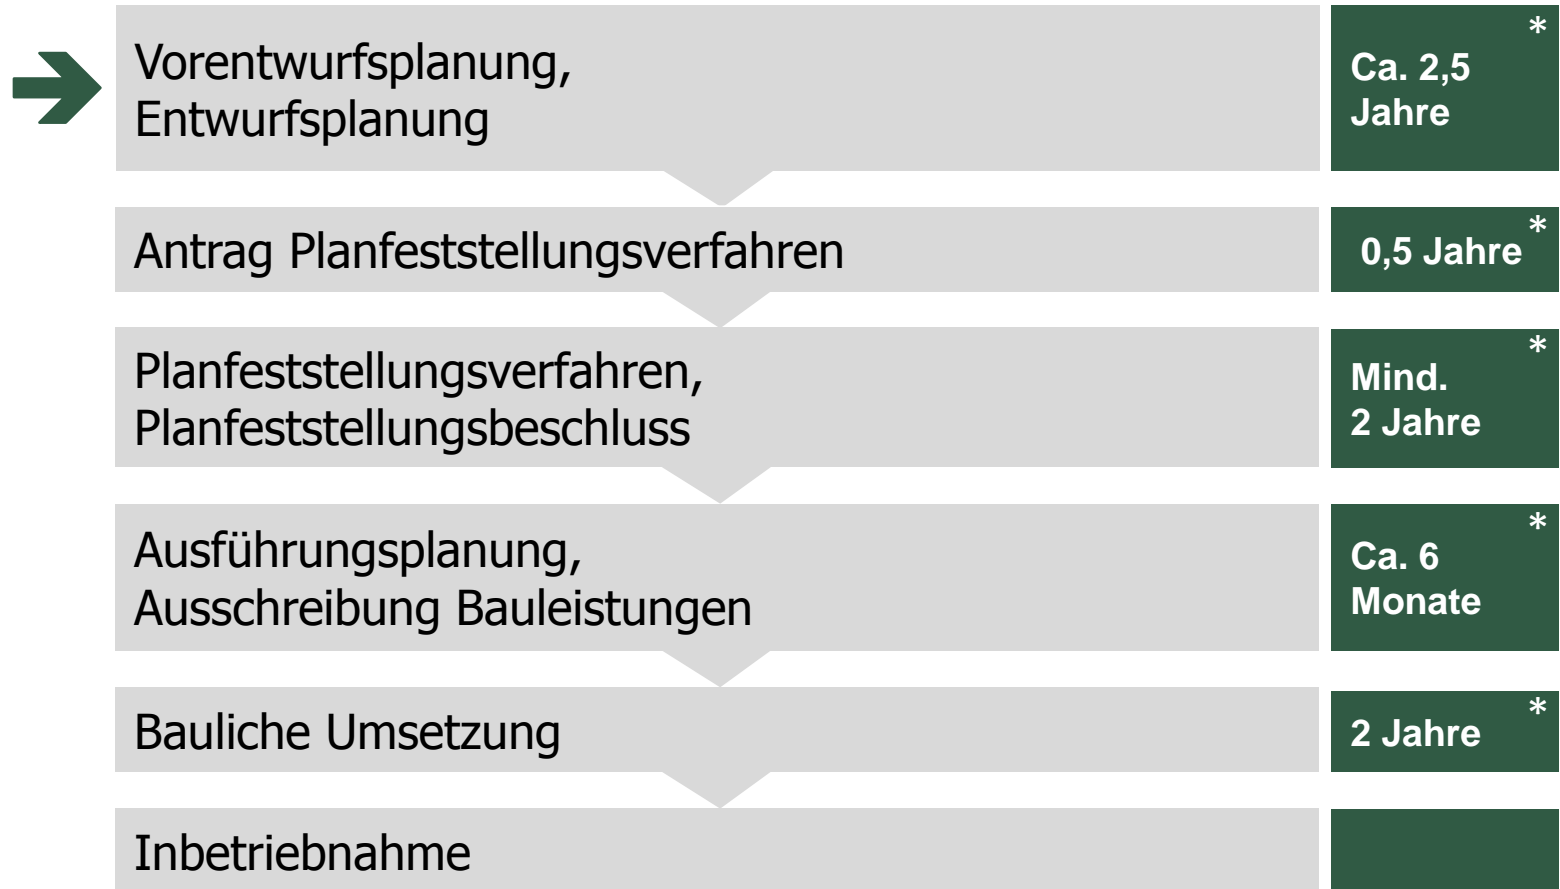 Vorentwurfsplanung,
Entwurfsplanung
*
Ca. 2,5
Jahre
Antrag Planfeststellungsverfahren
*
0,5 Jahre
Planfeststellungsverfahren,
Planfeststellungsbeschluss
*
Mind.
2 Jahre
Ausführungsplanung,
Ausschreibung Bauleistungen
*
Ca. 6
Monate
Bauliche Umsetzung
*
2 Jahre
Inbetriebnahme